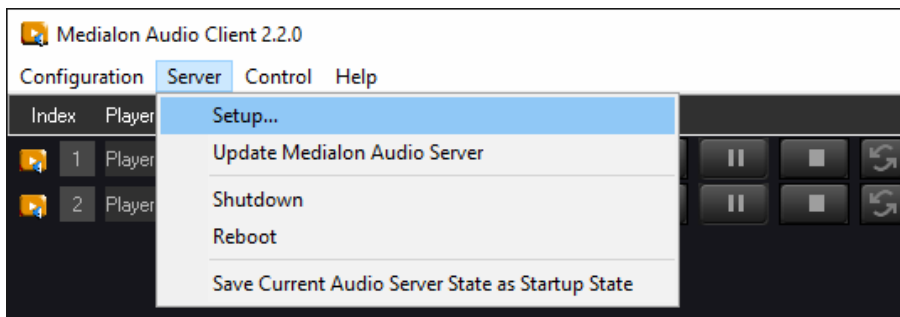 Medialon Audio Client 2.2.0
Configuration Server Control Help
Index Player
Setup...
1 Player
Update Medialon Audio Server
2 Player
Shutdown
Reboot
Save Current Audio Server State as Startup State